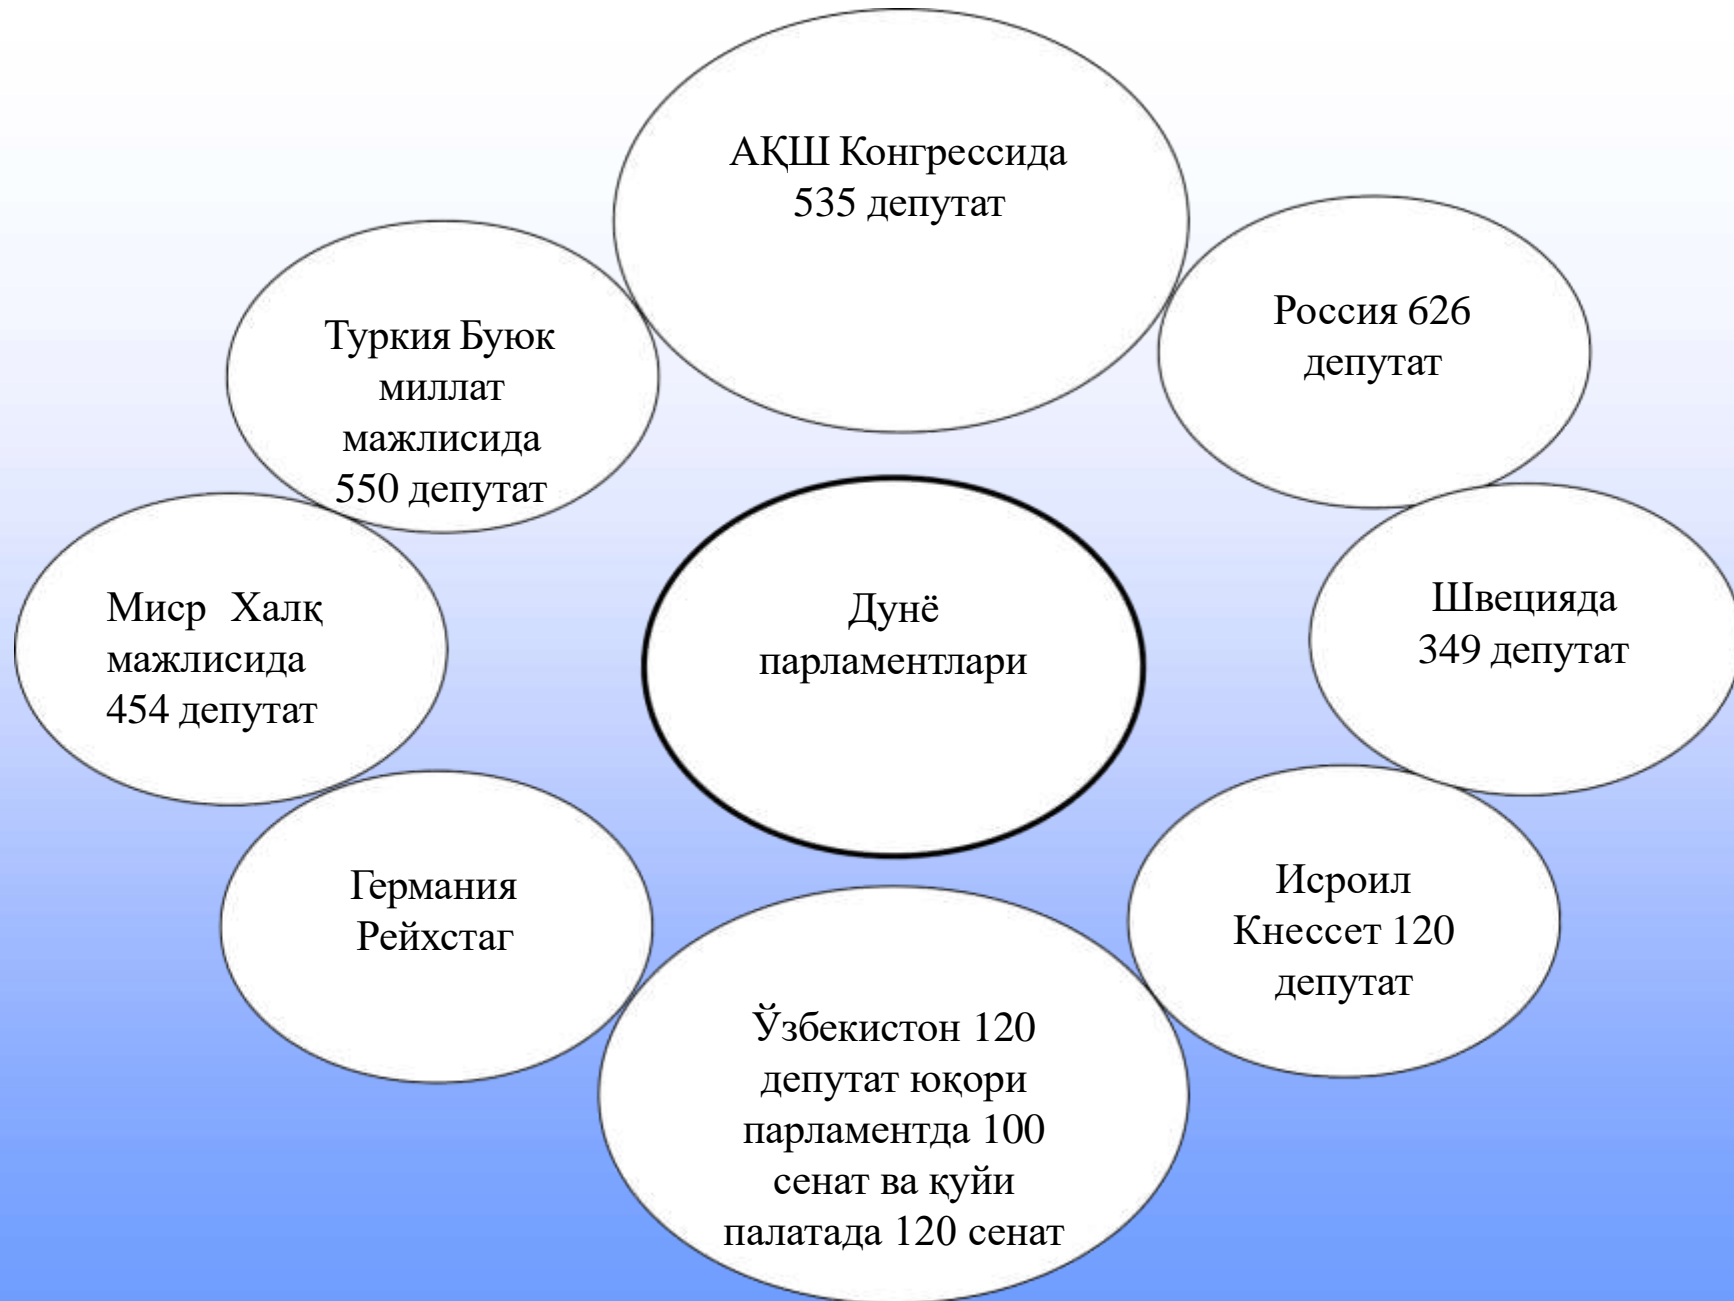 АҚШ Конгрессида
535 депутат
Россия 626
депутат
Туркия Буюк
миллат
мажлисида
550 депутат
Миср Халқ
мажлисида
454 депутат
Дунё
парламентлари
Швецияда
349 депутат
Германия
Рейхстаг
Исроил
Кнессет 120
депутат
Ўзбекистон 120
депутат юқори
парламентда 100
сенат ва қуйи
палатада 120 сенат